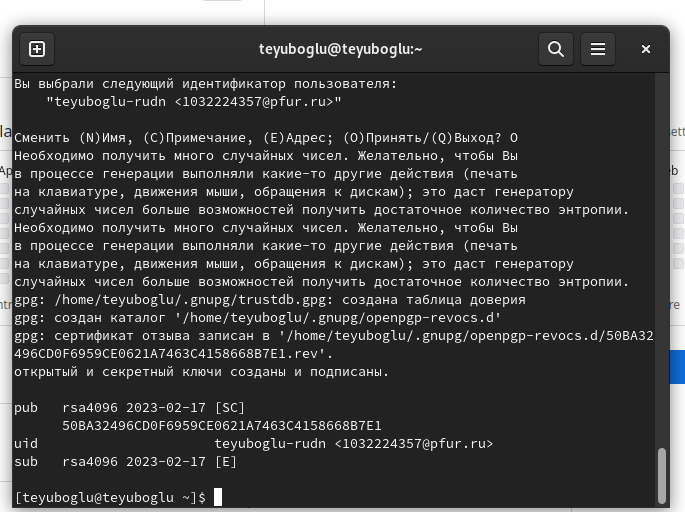 teyuboglu@teyuboglu:~
Вы выбрали следующий идентификатор пользователя:
"teyuboglu-rudn <1032224357@pfur.ru>"
Сменить (N)Имя, (C)Примечание, (E)Адрес; (O)Принять/(Q)Выход? O
Необходимо получить много случайных чисел. Желательно, чтобы Вы
в процессе генерации выполняли какие-то другие действия (печать
на клавиатуре, движения мыши, обращения к дискам); это даст генератору
случайных чисел больше возможностей получить достаточное количество энтропии.
Необходимо получить много случайных чисел. Желательно, чтобы Вы
в процессе генерации выполняли какие-то другие действия (печать
на клавиатуре, движения мыши, обращения к дискам); это даст генератору
случайных чисел больше возможностей получить достаточное количество энтропии.
gpg: /home/teyuboglu/.gnupg/trustdb.gpg: создана таблица доверия
gpg: создан каталог '/home/teyuboglu/.gnupg/openpgp-revocs.d'
gpg: сертификат отзыва записан в '/home/teyuboglu/.gnupg/openpgp-revocs.d/50BA32
496CD0F6959CE0621A7463C4158668B7E1.rev'.
открытый и секретный ключи созданы и подписаны.
pub   rsa4096 2023-02-17 [SC]
50BA32496CD0F6959CE0621A7463C4158668B7E1
uid                      teyuboglu-rudn <1032224357@pfur.ru>
sub   rsa4096 2023-02-17 [E]
[teyuboglu@teyuboglu ~]$